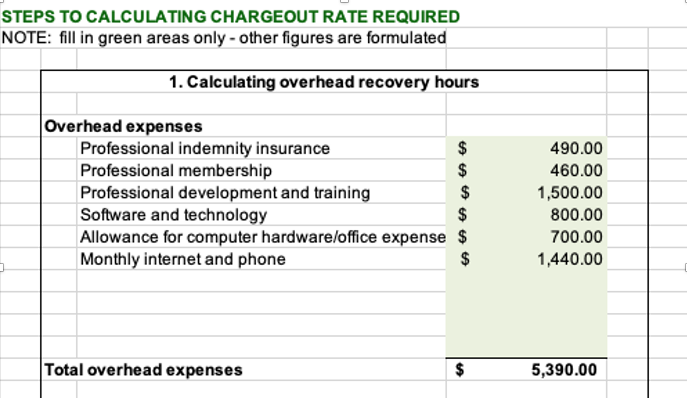 STEPS TO CALCULATING CHARGEOUT RATE REQUIRED
NOTE: fill in green areas only - other figures are formulated
1. Calculating overhead recovery hours
Overhead expenses
Professional indemnity insurance $ 490.00
Professional membership $ 460.00
Professional development and training $ 1,500.00
Software and technology $ 800.00
Allowance for computer hardware/office expense $ 700.00
Monthly internet and phone $ 1,440.00
Total overhead expenses $ 5,390.00